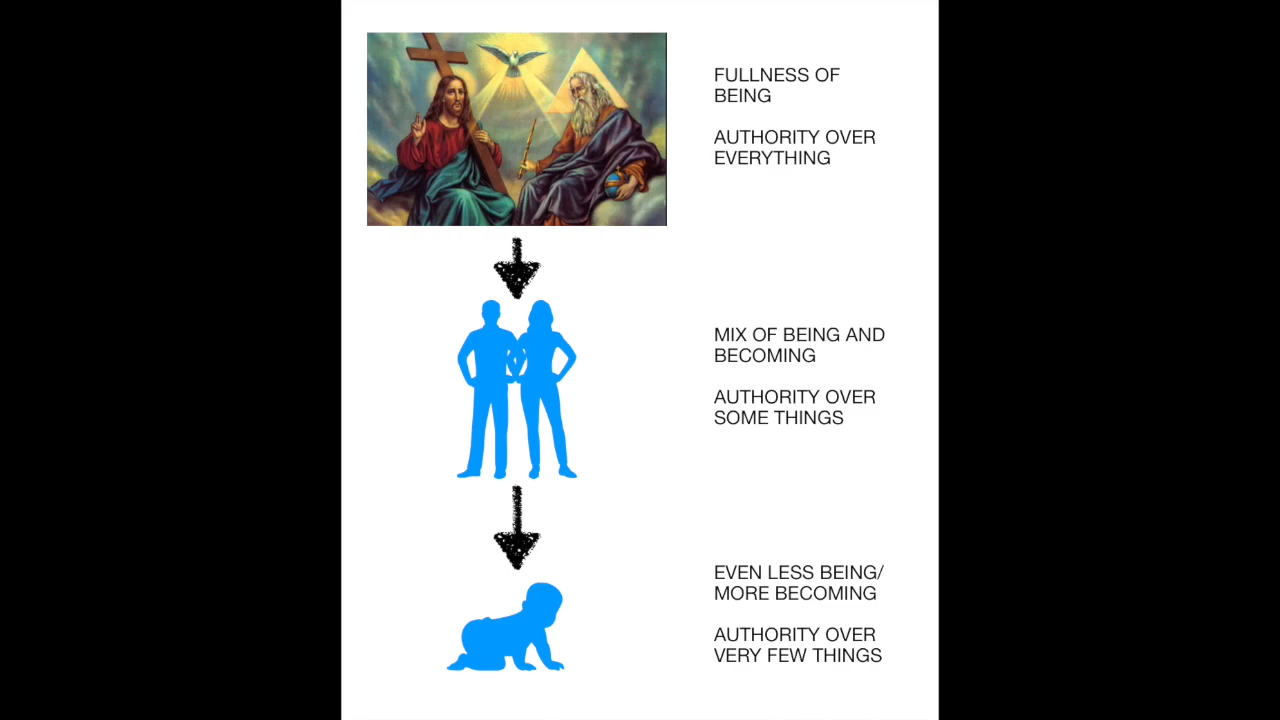 FULLNESS OF
BEING
AUTHORITY OVER
EVERYTHING
MIX OF BEING AND
BECOMING
AUTHORITY OVER
SOME THINGS
EVEN LESS BEING/
MORE BECOMING
AUTHORITY OVER
VERY FEW THINGS